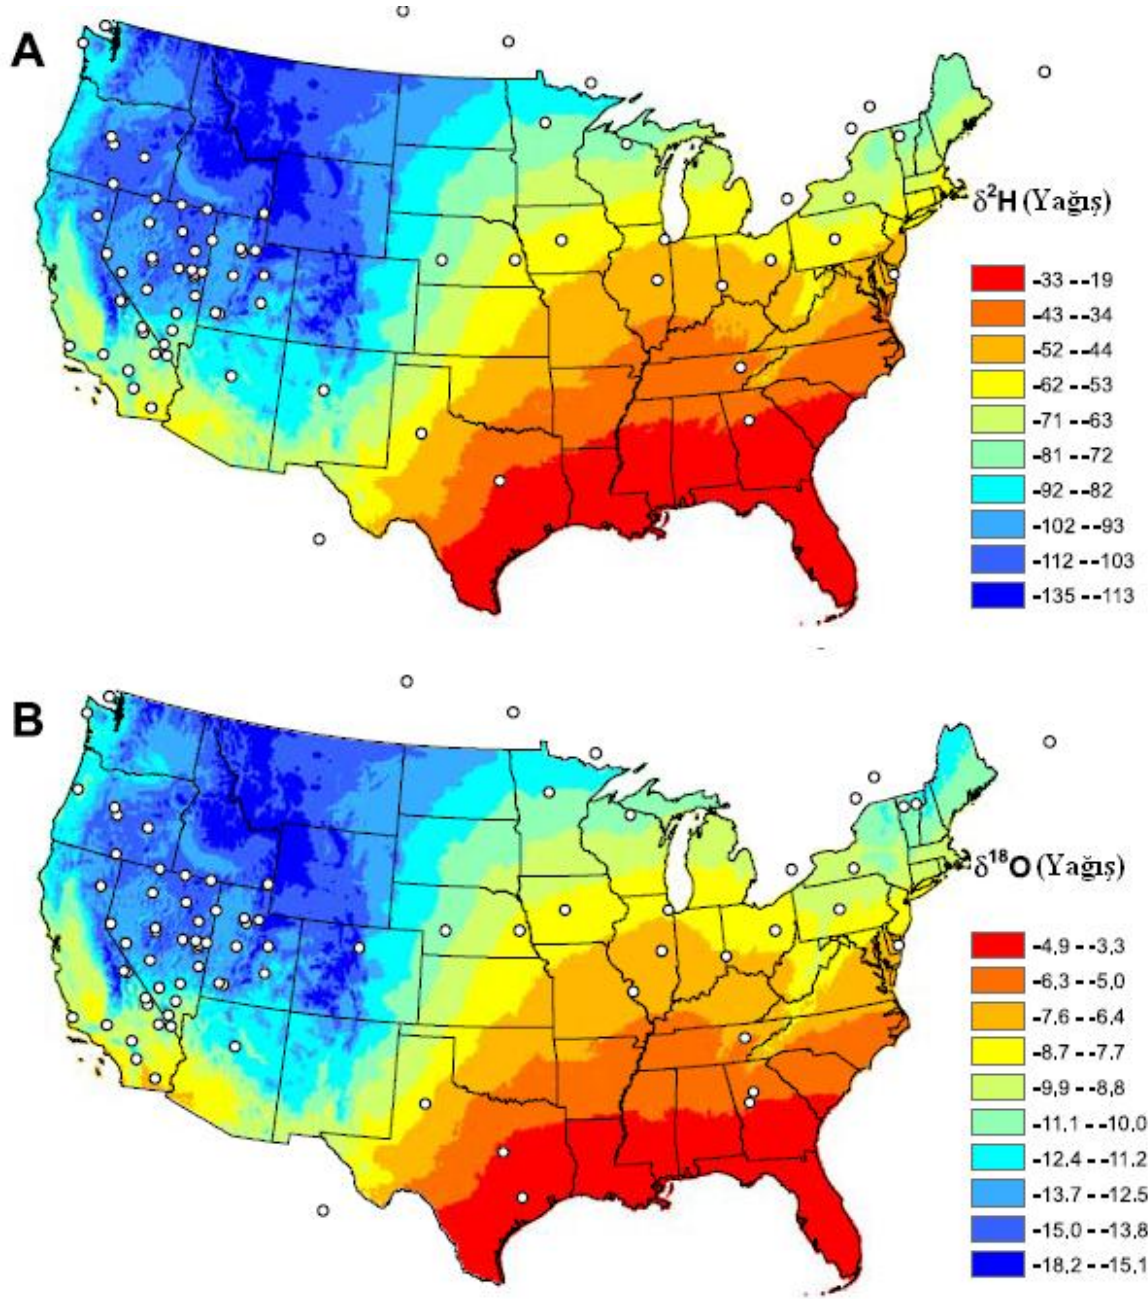 A
δ²H (Yağış)
-33 - -19
-43 - -34
-52 - -44
-62 - -53
-71 - -63
-81 - -72
-92 - -82
-102 - -93
-112 - -103
-135 - -113
B
δ¹⁸O (Yağış)
-4,9 - -3,3
-6,3 - -5,0
-7,6 - -6,4
-8,7 - -7,7
-9,9 - -8,8
-11,1 - -10,0
-12,4 - -11,2
-13,7 - -12,5
-15,0 - -13,8
-18,2 - -15,1